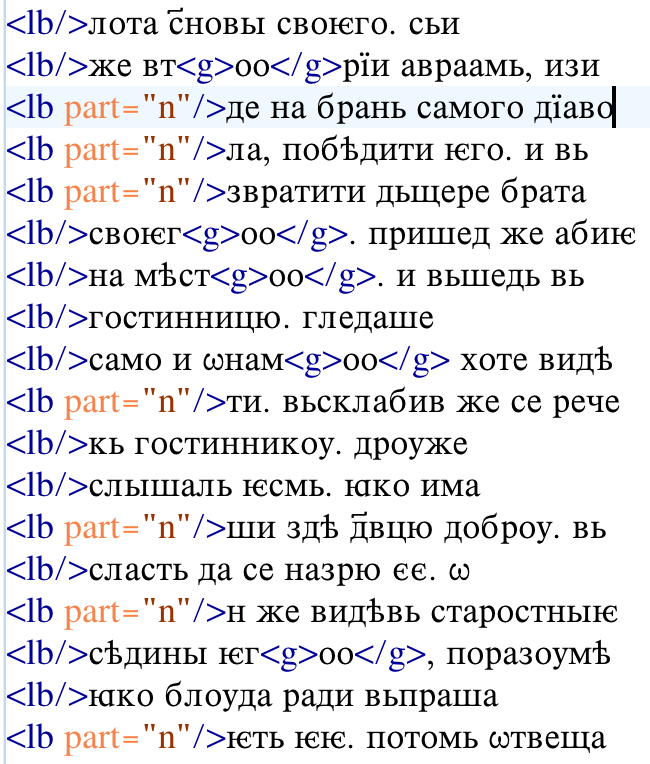 <lb/>лота с҃новы своѥго. сьи
<lb/>же вт<g>оо</g>рїи авраамь, изи
<lb part="n"/>де на брань самого дїаво
<lb part="n"/>ла, побѣдити ѥго. и вь
<lb part="n"/>звратити дьщере брата
<lb/>своѥг<g>оо</g>. пришед же абиѥ
<lb/>на мѣст<g>оо</g>. и вьшедь вь
<lb/>гостинницю. гледаше
<lb/>само и ѡнам<g>оо</g> хоте видѣ
<lb part="n"/>ти. вьсклабив же се рече
<lb/>кь гостинникоу. дроуже
<lb/>слышаль ѥсмь. ꙗко има
<lb part="n"/>ши здѣ д҃вцю доброу. вь
<lb/>сласть да се назрю єє. ѡ
<lb part="n"/>н же видѣвь старостныѥ
<lb/>сѣдины ѥг<g>оо</g>, поразоумѣ
<lb/>ꙗко блоуда ради выпраша
<lb part="n"/>ѥть ѥѥ. потомь ѡтвеща